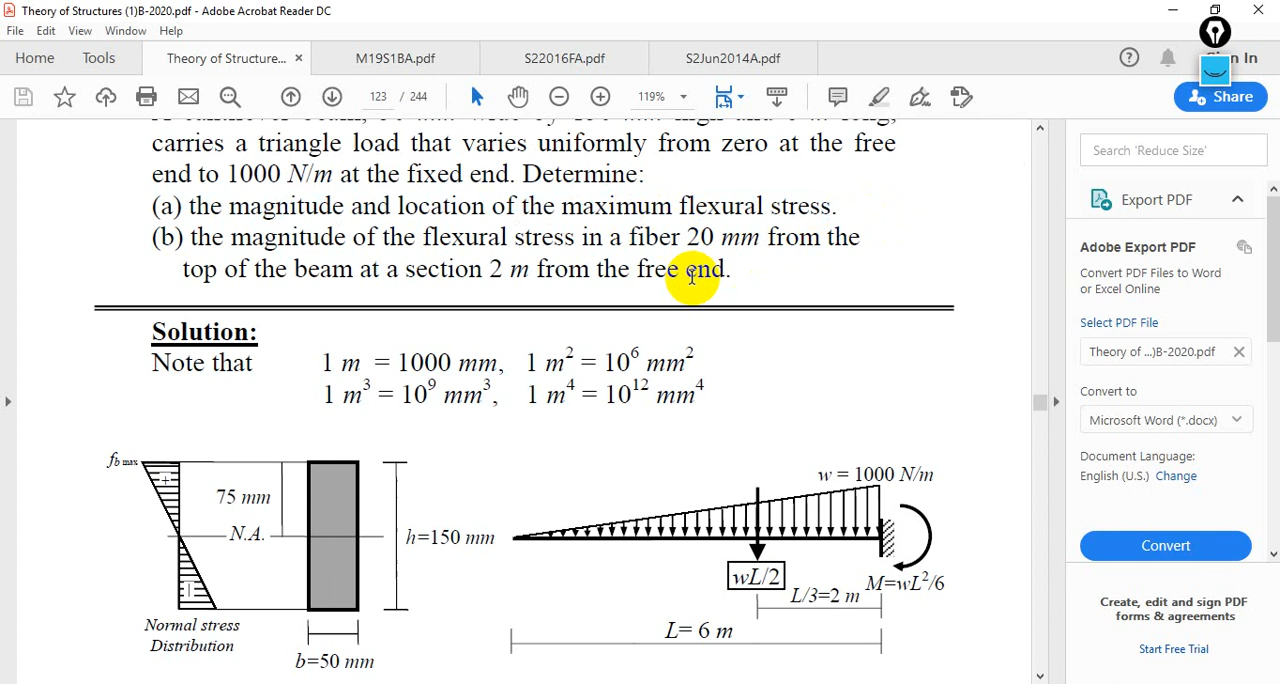 Theory of Structures (1)B-2020.pdf - Adobe Acrobat Reader DC
File Edit View Window Help
Home Tools Theory of Structure... × M19S1BA.pdf S22016FA.pdf S2Jun2014A.pdf In
123 / 244 119% Share
carries a triangle load that varies uniformly from zero at the free
end to 1000 N/m at the fixed end. Determine:
(a) the magnitude and location of the maximum flexural stress.
(b) the magnitude of the flexural stress in a fiber 20 mm from the
top of the beam at a section 2 m from the free end.
Solution:
Note that 1 m = 1000 mm, 1 m² = 10⁶ mm²
1 m³ = 10⁹ mm³, 1 m⁴ = 10¹² mm⁴
fb max
+
75 mm
N.A.
h=150 mm
Normal stress
Distribution
b=50 mm
w = 1000 N/m
wL/2
M=wL²/6
L/3=2 m
L= 6 m
Search 'Reduce Size'
Export PDF
Adobe Export PDF
Convert PDF Files to Word
or Excel Online
Select PDF File
Theory of ...)B-2020.pdf ×
Convert to
Microsoft Word (*.docx)
Document Language:
English (U.S.) Change
Convert
Create, edit and sign PDF
forms & agreements
Start Free Trial